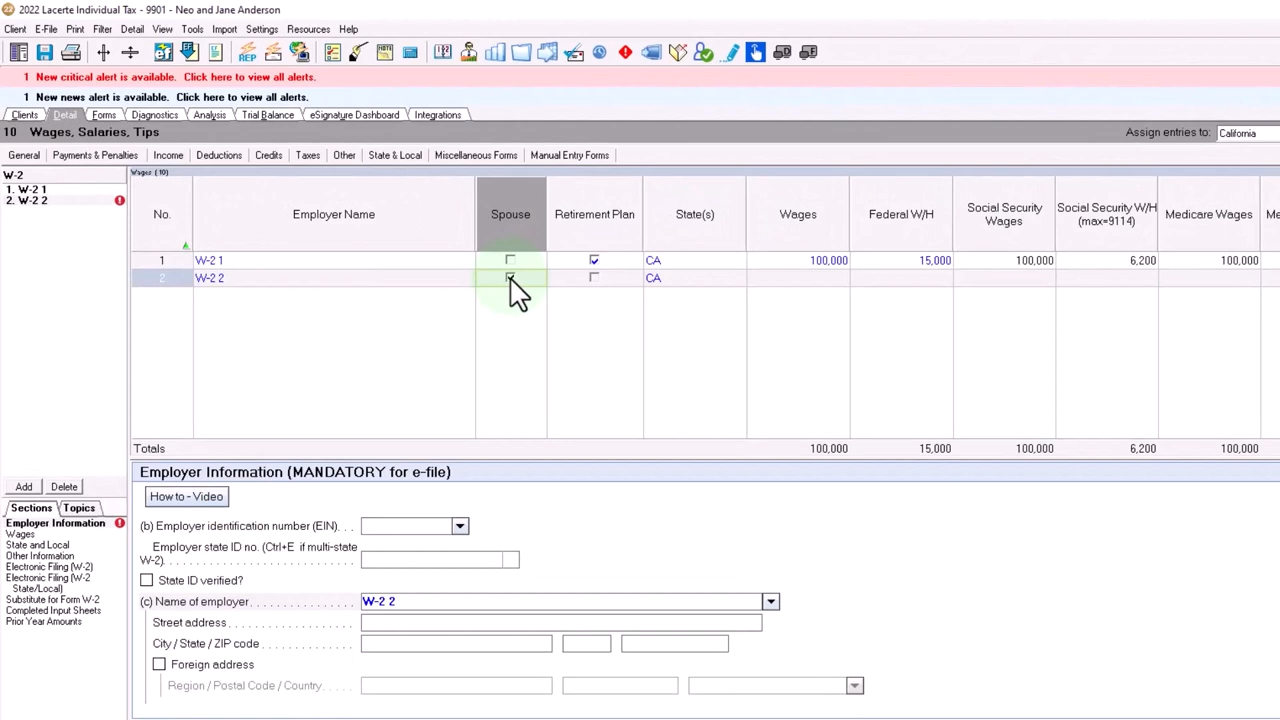 2022 Lacerte Individual Tax - 9901 - Neo and Jane Anderson
Client E-File Print Filter Detail View Tools Import Settings Resources Help
1 New critical alert is available. Click here to view all alerts.
1 New news alert is available. Click here to view all alerts.
Clients Detail Forms Diagnostics Analysis Trial Balance eSignature Dashboard Integrations
10 Wages, Salaries, Tips Assign entries to: California
General Payments & Penalties Income Deductions Credits Taxes Other State & Local Miscellaneous Forms Manual Entry Forms
W-2
1. W-2 1
2. W-2 2
Wages (10)
No. Employer Name Spouse Retirement Plan State(s) Wages Federal W/H Social Security Wages Social Security W/H (max=9114) Medicare Wages
1 W-2 1 CA 100,000 15,000 100,000 6,200 100,000
2 W-2 2 CA
Totals 100,000 15,000 100,000 6,200 100,000
Add Delete
Sections Topics
Employer Information
Wages
State and Local
Other Information
Electronic Filing (W-2)
Electronic Filing (W-2
State/Local)
Substitute for Form W-2
Completed Input Sheets
Prior Year Amounts
Employer Information (MANDATORY for e-file)
How to - Video
(b) Employer identification number (EIN). . .
Employer state ID no. (Ctrl+E if multi-state
W-2). . . . . . . . . . . . . . . . . . . . . . . . . . . . . .
State ID verified?
(c) Name of employer . . . . . . . . . . . . . . . . W-2 2
Street address . . . . . . . . . . . . . . . . . . . .
City / State / ZIP code . . . . . . . . . . . . .
Foreign address
Region / Postal Code / Country . . . . .